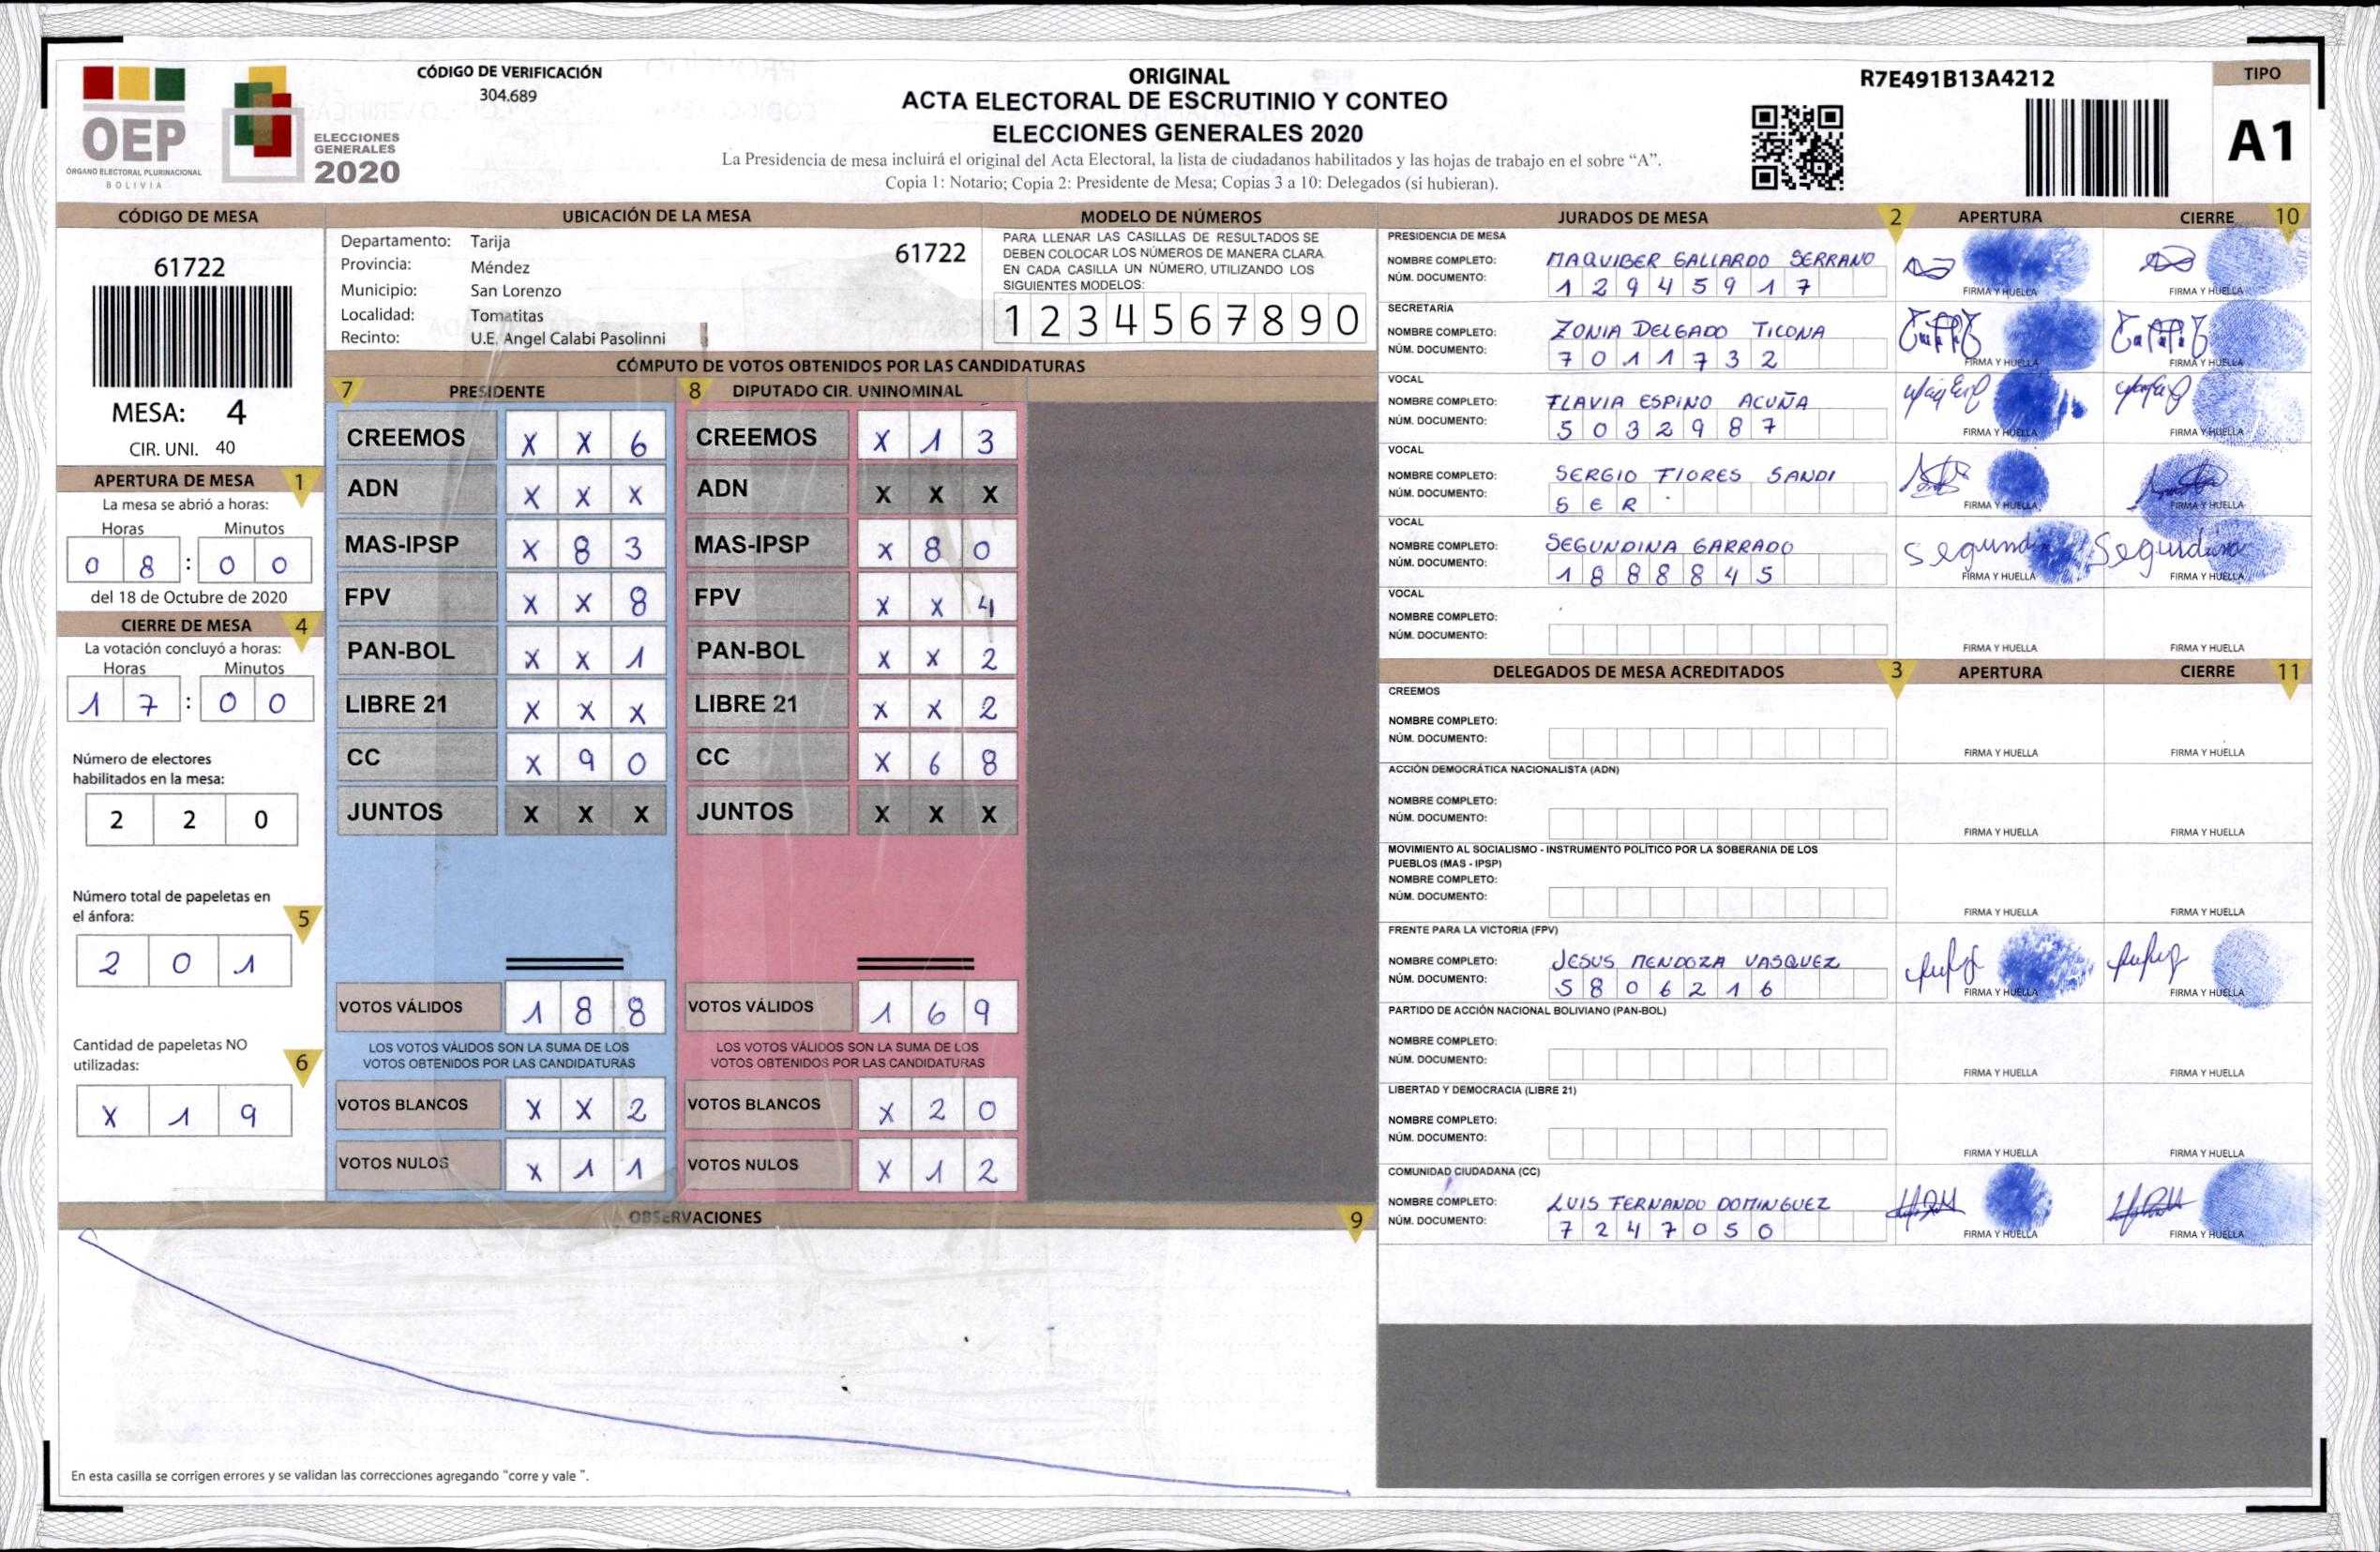 CÓDIGO DE VERIFICACIÓN
304.689
ORIGINAL
ACTA ELECTORAL DE ESCRUTINIO Y CONTEO
ELECCIONES GENERALES 2020
La Presidencia de mesa incluirá el original del Acta Electoral, la lista de ciudadanos habilitados y las hojas de trabajo en el sobre “A”.
Copia 1: Notario; Copia 2: Presidente de Mesa; Copias 3 a 10: Delegados (si hubieran).
R7E491B13A4212
TIPO
A1
OEP
ÓRGANO ELECTORAL PLURINACIONAL
BOLIVIA
ELECCIONES
GENERALES
2020
CÓDIGO DE MESA
61722
MESA: 4
CIR. UNI. 40
APERTURA DE MESA 1
La mesa se abrió a horas:
Horas Minutos
0 8 : 0 0
del 18 de Octubre de 2020
CIERRE DE MESA 4
La votación concluyó a horas:
Horas Minutos
1 7 : 0 0
Número de electores
habilitados en la mesa:
2 2 0
Número total de papeletas en
el ánfora: 5
2 0 1
Cantidad de papeletas NO
utilizadas: 6
X 1 9
UBICACIÓN DE LA MESA
Departamento: Tarija 61722
Provincia: Méndez
Municipio: San Lorenzo
Localidad: Tomatitas
Recinto: U.E. Angel Calabi Pasolinni
MODELO DE NÚMEROS
PARA LLENAR LAS CASILLAS DE RESULTADOS SE
DEBEN COLOCAR LOS NÚMEROS DE MANERA CLARA
EN CADA CASILLA UN NÚMERO, UTILIZANDO LOS
SIGUIENTES MODELOS:
1 2 3 4 5 6 7 8 9 0
CÓMPUTO DE VOTOS OBTENIDOS POR LAS CANDIDATURAS
7 PRESIDENTE
CREEMOS X X 6
ADN X X X
MAS-IPSP X 8 3
FPV X X 8
PAN-BOL X X 1
LIBRE 21 X X X
CC X 9 0
JUNTOS X X X
VOTOS VÁLIDOS 1 8 8
LOS VOTOS VÁLIDOS SON LA SUMA DE LOS
VOTOS OBTENIDOS POR LAS CANDIDATURAS
VOTOS BLANCOS X X 2
VOTOS NULOS X 1 1
8 DIPUTADO CIR. UNINOMINAL
CREEMOS X 1 3
ADN X X X
MAS-IPSP X 8 0
FPV X X 4
PAN-BOL X X 2
LIBRE 21 X X 2
CC X 6 8
JUNTOS X X X
VOTOS VÁLIDOS 1 6 9
LOS VOTOS VÁLIDOS SON LA SUMA DE LOS
VOTOS OBTENIDOS POR LAS CANDIDATURAS
VOTOS BLANCOS X 2 0
VOTOS NULOS X 1 2
OBSERVACIONES 9
En esta casilla se corrigen errores y se validan las correcciones agregando "corre y vale ".
JURADOS DE MESA 2 APERTURA CIERRE 10
PRESIDENCIA DE MESA
NOMBRE COMPLETO: MAQUIBER GALLARDO SERRANO
NÚM. DOCUMENTO: 1 2 9 4 5 9 1 7
FIRMA Y HUELLA FIRMA Y HUELLA
SECRETARÍA
NOMBRE COMPLETO: ZONIA DELGADO TICONA
NÚM. DOCUMENTO: 7 0 1 1 7 3 2
FIRMA Y HUELLA FIRMA Y HUELLA
VOCAL
NOMBRE COMPLETO: FLAVIA ESPINO ACUÑA
NÚM. DOCUMENTO: 5 0 3 2 9 8 7
FIRMA Y HUELLA FIRMA Y HUELLA
VOCAL
NOMBRE COMPLETO: SERGIO FLORES SANDI
NÚM. DOCUMENTO: S E R
FIRMA Y HUELLA FIRMA Y HUELLA
VOCAL
NOMBRE COMPLETO: SEGUNDINA GARRADO
NÚM. DOCUMENTO: 1 8 8 8 8 4 5
Segundina
FIRMA Y HUELLA FIRMA Y HUELLA
VOCAL
NOMBRE COMPLETO:
NÚM. DOCUMENTO:
FIRMA Y HUELLA FIRMA Y HUELLA
DELEGADOS DE MESA ACREDITADOS 3 APERTURA CIERRE 11
CREEMOS
NOMBRE COMPLETO:
NÚM. DOCUMENTO:
FIRMA Y HUELLA FIRMA Y HUELLA
ACCIÓN DEMOCRÁTICA NACIONALISTA (ADN)
NOMBRE COMPLETO:
NÚM. DOCUMENTO:
FIRMA Y HUELLA FIRMA Y HUELLA
MOVIMIENTO AL SOCIALISMO - INSTRUMENTO POLÍTICO POR LA SOBERANIA DE LOS
PUEBLOS (MAS - IPSP)
NOMBRE COMPLETO:
NÚM. DOCUMENTO:
FIRMA Y HUELLA FIRMA Y HUELLA
FRENTE PARA LA VICTORIA (FPV)
NOMBRE COMPLETO: JESUS MENDOZA VASQUEZ
NÚM. DOCUMENTO: 5 8 0 6 2 1 6
FIRMA Y HUELLA FIRMA Y HUELLA
PARTIDO DE ACCIÓN NACIONAL BOLIVIANO (PAN-BOL)
NOMBRE COMPLETO:
NÚM. DOCUMENTO:
FIRMA Y HUELLA FIRMA Y HUELLA
LIBERTAD Y DEMOCRACIA (LIBRE 21)
NOMBRE COMPLETO:
NÚM. DOCUMENTO:
FIRMA Y HUELLA FIRMA Y HUELLA
COMUNIDAD CIUDADANA (CC)
NOMBRE COMPLETO: LUIS FERNANDO DOMINGUEZ
NÚM. DOCUMENTO: 7 2 4 7 0 5 0
FIRMA Y HUELLA FIRMA Y HUELLA